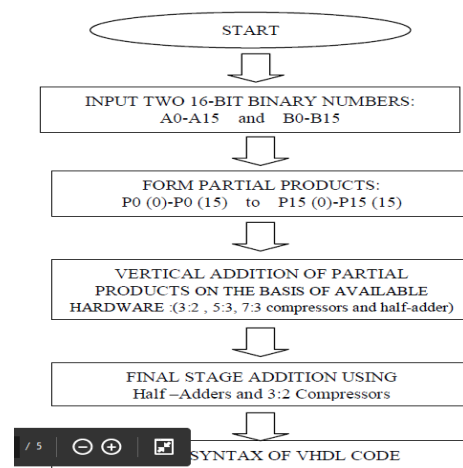 START
INPUT TWO 16-BIT BINARY NUMBERS:
A0-A15 and B0-B15
FORM PARTIAL PRODUCTS:
P0 (0)-P0 (15) to P15 (0)-P15 (15)
VERTICAL ADDITION OF PARTIAL
PRODUCTS ON THE BASIS OF AVAILABLE
HARDWARE :(3:2 , 5:3, 7:3 compressors and half-adder)
FINAL STAGE ADDITION USING
Half –Adders and 3:2 Compressors
/ 5
SYNTAX OF VHDL CODE